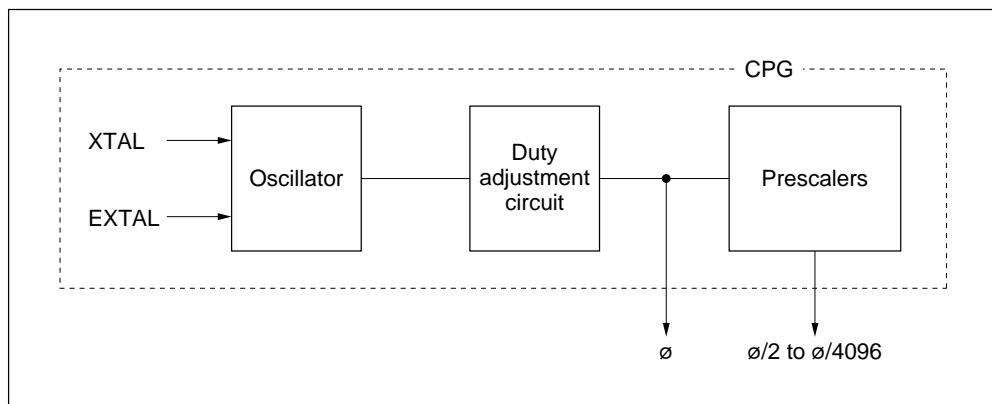 CPG
XTAL
EXTAL
Oscillator
Duty
adjustment
circuit
Prescalers
ø
ø/2 to ø/4096